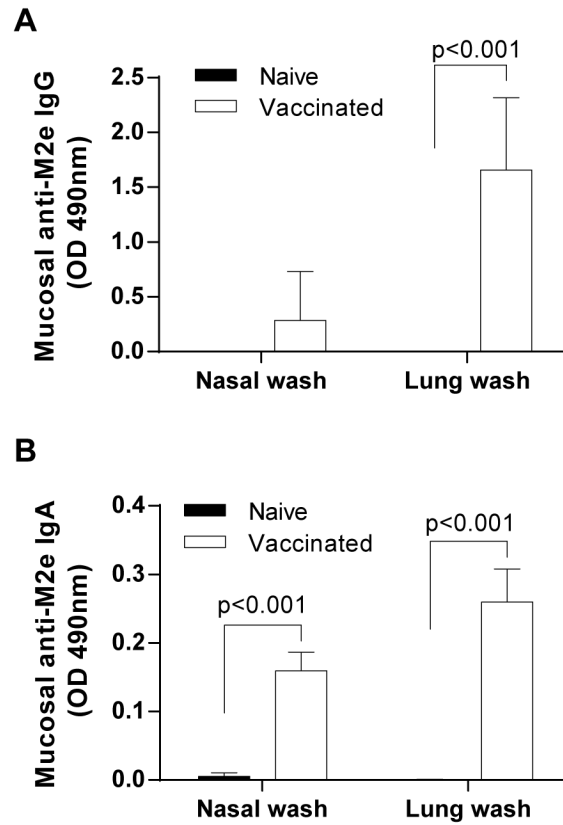 A
p<0.001
Naive
Vaccinated
Mucosal anti-M2e IgG
(OD 490nm)
2.5
2.0
1.5
1.0
0.5
0.0
Nasal wash
Lung wash
B
Naive
Vaccinated
p<0.001
p<0.001
Mucosal anti-M2e IgA
(OD 490nm)
0.4
0.3
0.2
0.1
0.0
Nasal wash
Lung wash